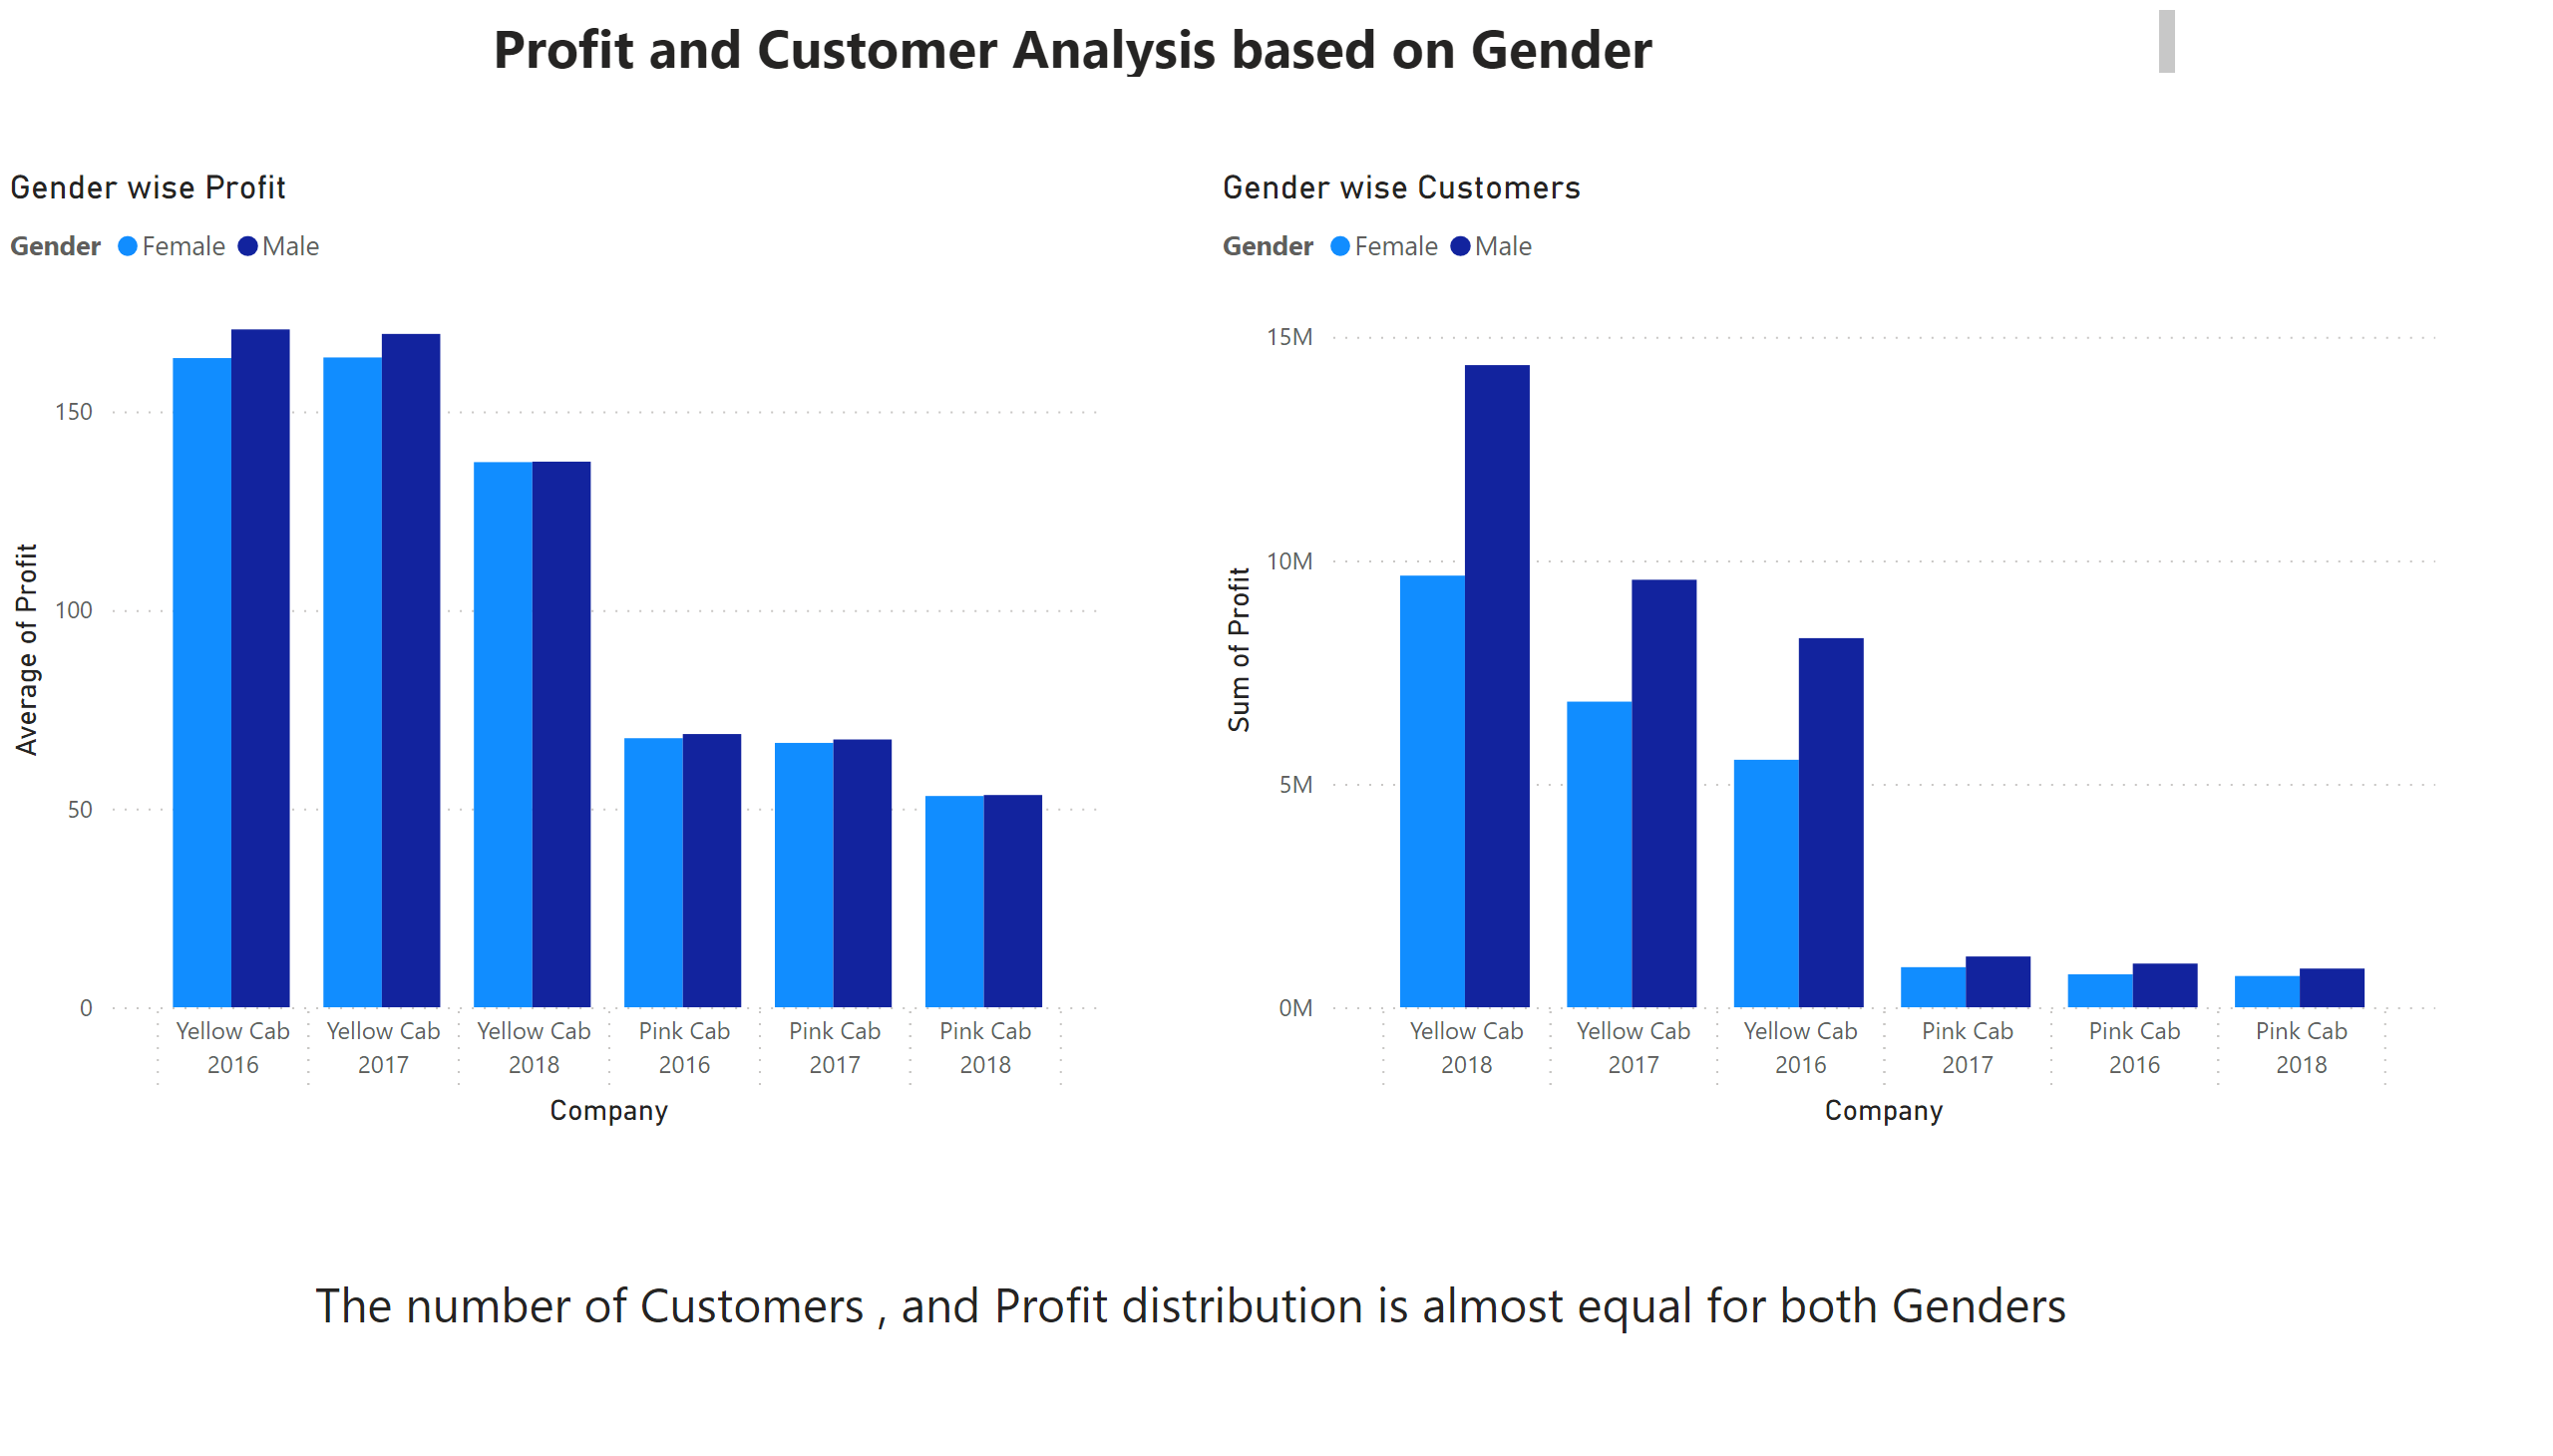 Profit and Customer Analysis based on Gender
Gender wise Profit
Gender Female Male
Average of Profit
150
100
50
0
Yellow Cab 2016
Yellow Cab 2017
Yellow Cab 2018
Pink Cab 2016
Pink Cab 2017
Pink Cab 2018
Company
Gender wise Customers
Gender Female Male
Sum of Profit
15M
10M
5M
0M
Yellow Cab 2018
Yellow Cab 2017
Yellow Cab 2016
Pink Cab 2017
Pink Cab 2016
Pink Cab 2018
Company
The number of Customers , and Profit distribution is almost equal for both Genders